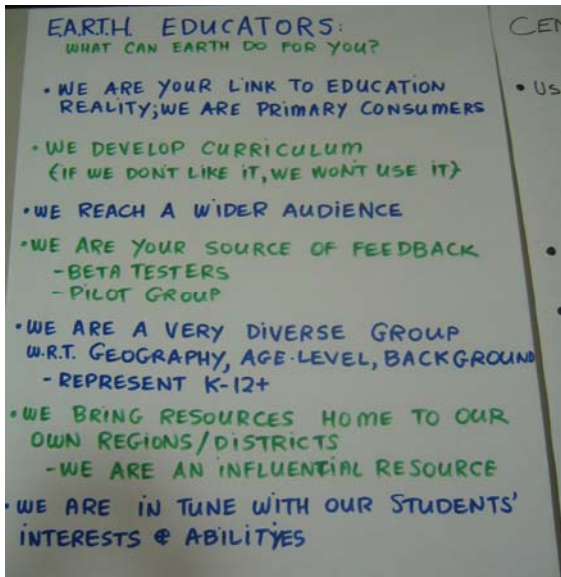 E.A.R.T.H. EDUCATORS:
WHAT CAN EARTH DO FOR YOU?
• WE ARE YOUR LINK TO EDUCATION
REALITY; WE ARE PRIMARY CONSUMERS
• WE DEVELOP CURRICULUM
{IF WE DON'T LIKE IT, WE WON'T USE IT}
• WE REACH A WIDER AUDIENCE
• WE ARE YOUR SOURCE OF FEEDBACK
- BETA TESTERS
- PILOT GROUP
• WE ARE A VERY DIVERSE GROUP
W.R.T. GEOGRAPHY, AGE-LEVEL, BACKGROUND
- REPRESENT K-12+
• WE BRING RESOURCES HOME TO OUR
OWN REGIONS/DISTRICTS
- WE ARE AN INFLUENTIAL RESOURCE
• WE ARE IN TUNE WITH OUR STUDENTS'
INTERESTS & ABILITIES
CEN
• US